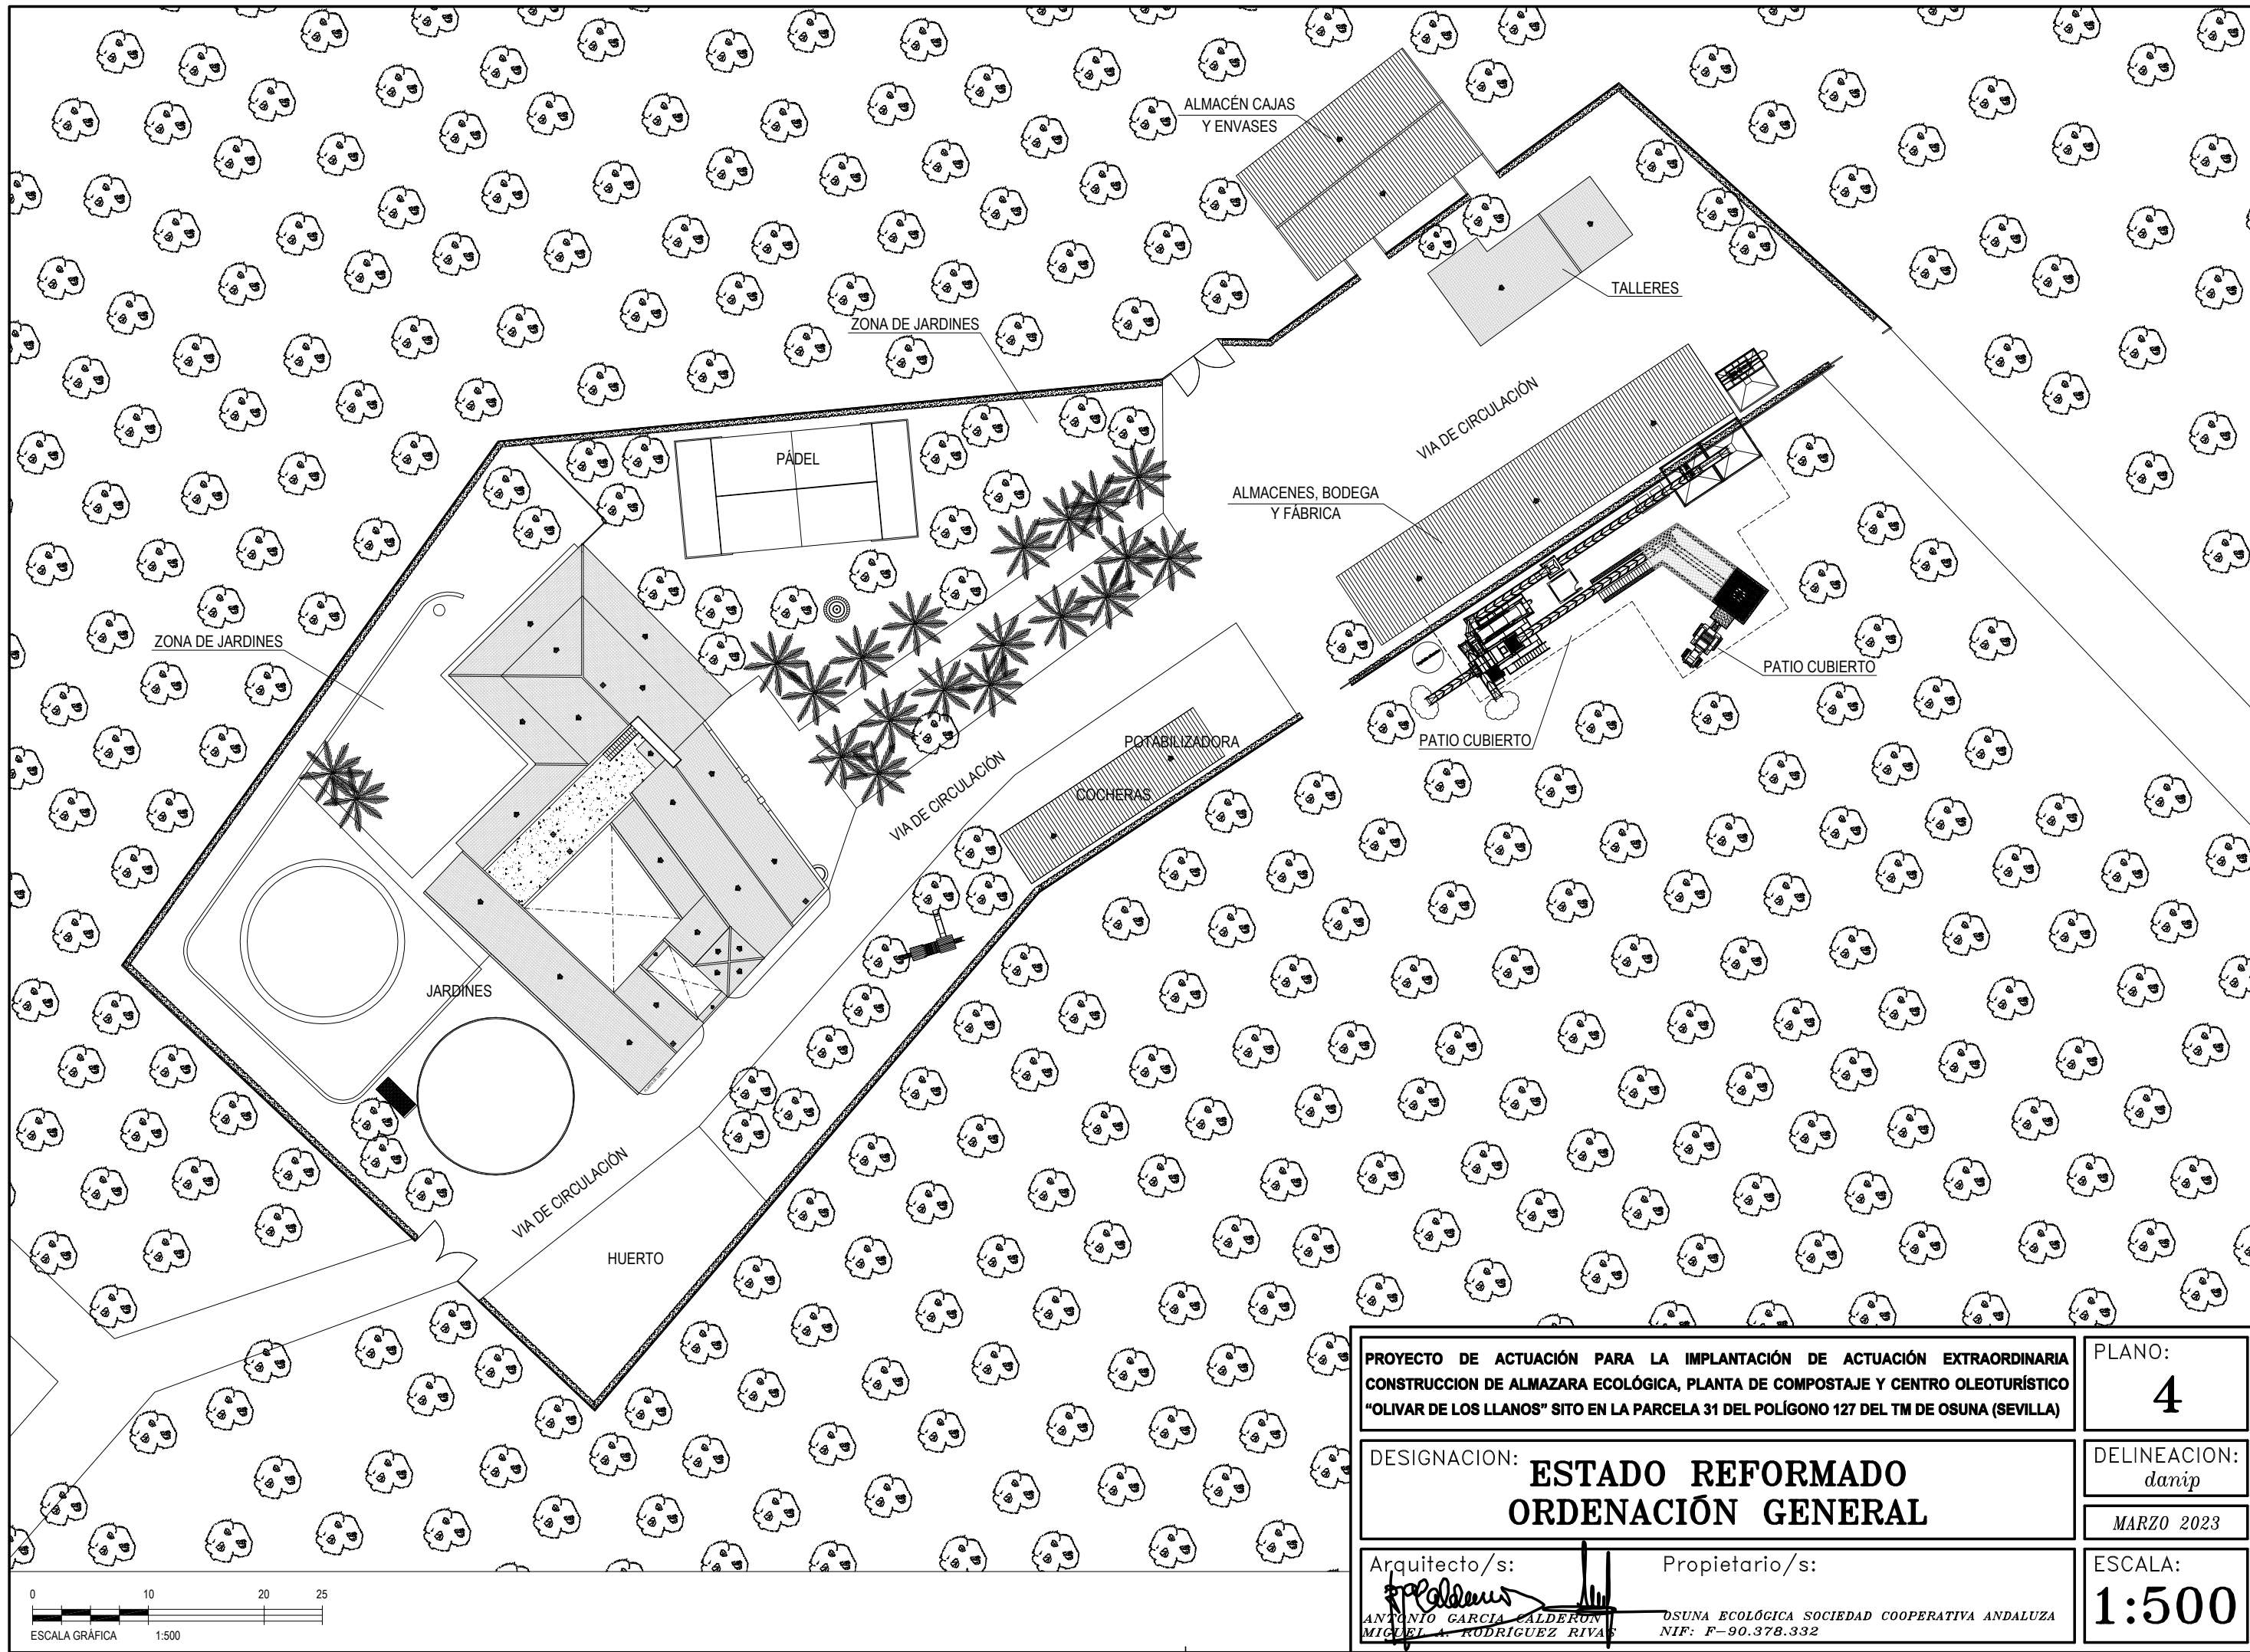 ALMACÉN CAJAS
Y ENVASES
TALLERES
ZONA DE JARDINES
VIA DE CIRCULACIÓN
PÁDEL
ALMACENES, BODEGA
Y FÁBRICA
ZONA DE JARDINES
PATIO CUBIERTO
PATIO CUBIERTO
POTABILIZADORA
COCHERAS
VIA DE CIRCULACIÓN
JARDINES
VIA DE CIRCULACIÓN
HUERTO
PROYECTO DE ACTUACIÓN PARA LA IMPLANTACIÓN DE ACTUACIÓN EXTRAORDINARIA
CONSTRUCCION DE ALMAZARA ECOLÓGICA, PLANTA DE COMPOSTAJE Y CENTRO OLEOTURÍSTICO
“OLIVAR DE LOS LLANOS” SITO EN LA PARCELA 31 DEL POLÍGONO 127 DEL TM DE OSUNA (SEVILLA)
PLANO:
4
DESIGNACION:
ESTADO REFORMADO
ORDENACIÓN GENERAL
DELINEACION:
danip
MARZO 2023
Arquitecto/s:
ANTONIO GARCIA CALDERON
MIGUEL A. RODRÍGUEZ RIVAS
Propietario/s:
OSUNA ECOLÓGICA SOCIEDAD COOPERATIVA ANDALUZA
NIF: F-90.378.332
ESCALA:
1:500
0 10 20 25
ESCALA GRÁFICA 1:500